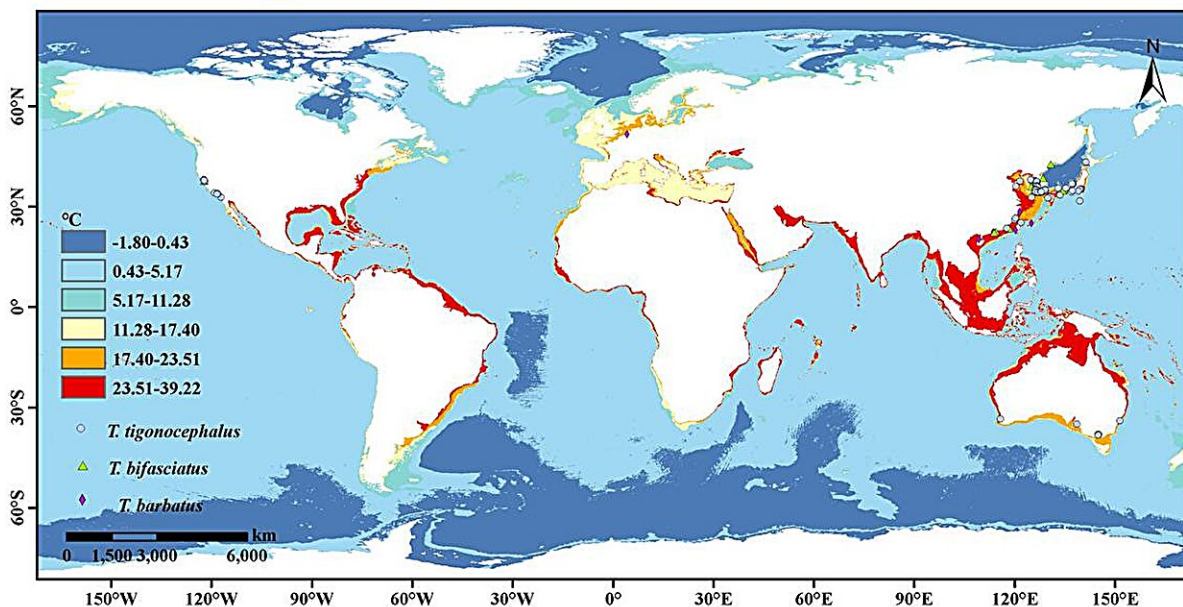 N
60°N
30°N
0°
30°S
60°S
°C
-1.80-0.43
0.43-5.17
5.17-11.28
11.28-17.40
17.40-23.51
23.51-39.22
T. tigonocephalus
T. bifasciatus
T. barbatus
km
0 1,500 3,000 6,000
150°W 120°W 90°W 60°W 30°W 0° 30°E 60°E 90°E 120°E 150°E